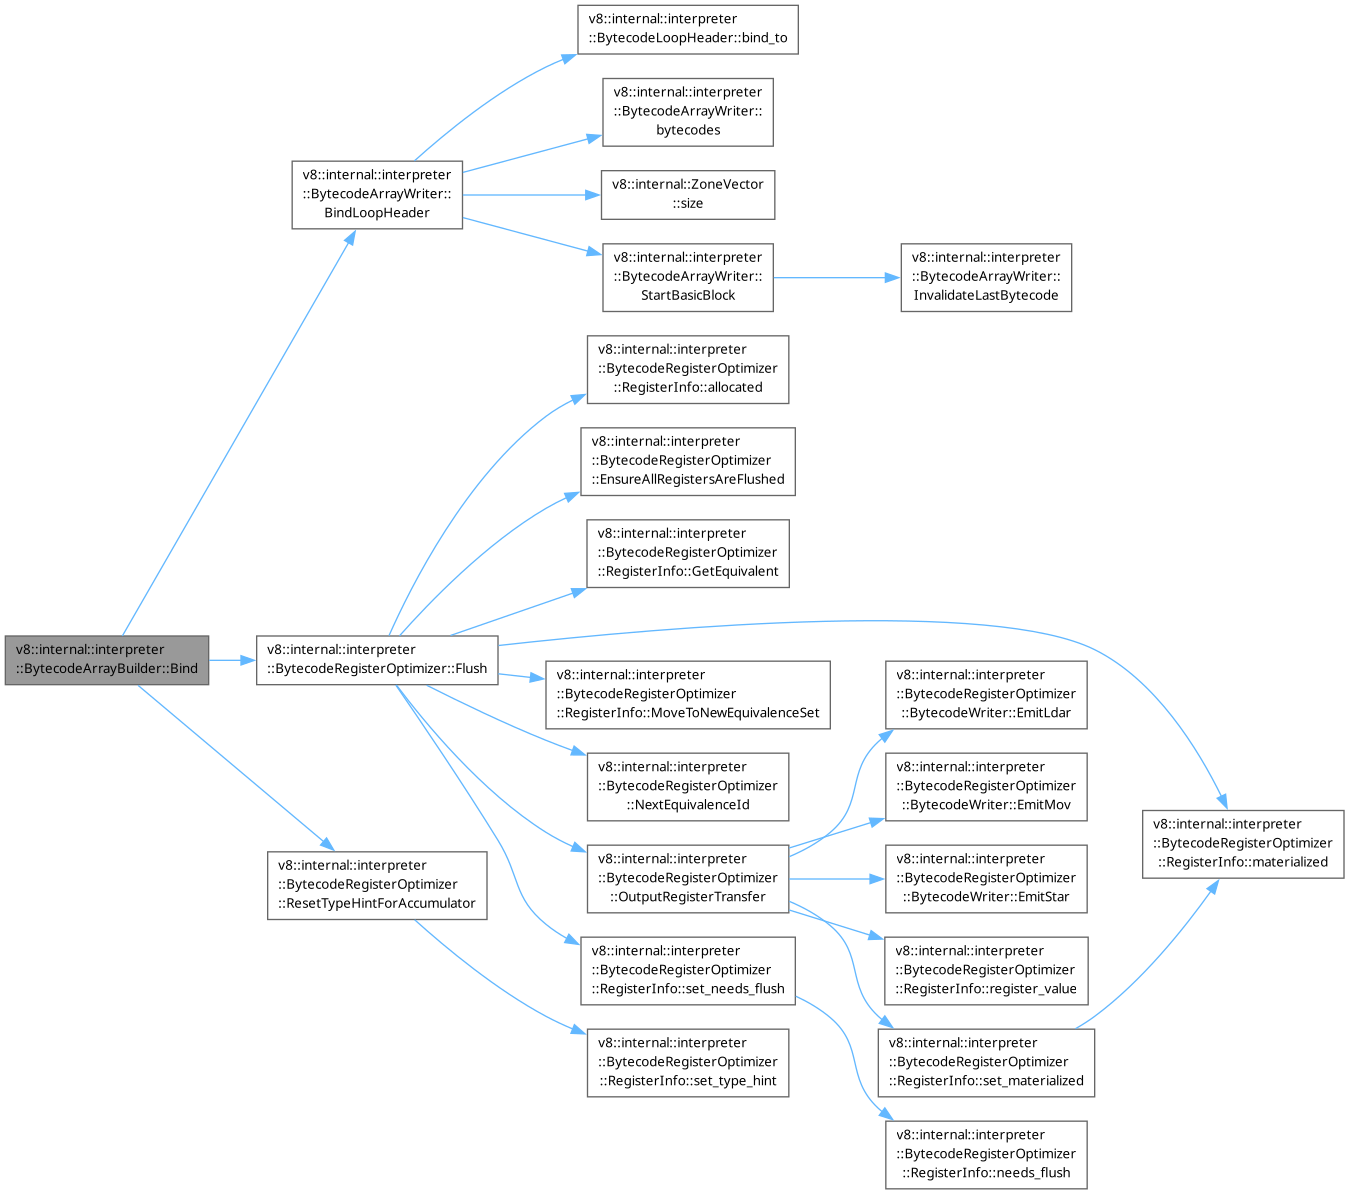 v8::internal::interpreter
::BytecodeLoopHeader::bind_to
v8::internal::interpreter
::BytecodeArrayWriter::
bytecodes
v8::internal::interpreter
::BytecodeArrayWriter::
BindLoopHeader
v8::internal::ZoneVector
::size
v8::internal::interpreter
::BytecodeArrayWriter::
StartBasicBlock
v8::internal::interpreter
::BytecodeArrayWriter::
InvalidateLastBytecode
v8::internal::interpreter
::BytecodeRegisterOptimizer
::RegisterInfo::allocated
v8::internal::interpreter
::BytecodeRegisterOptimizer
::EnsureAllRegistersAreFlushed
v8::internal::interpreter
::BytecodeRegisterOptimizer
::RegisterInfo::GetEquivalent
v8::internal::interpreter
::BytecodeArrayBuilder::Bind
v8::internal::interpreter
::BytecodeRegisterOptimizer::Flush
v8::internal::interpreter
::BytecodeRegisterOptimizer
::RegisterInfo::MoveToNewEquivalenceSet
v8::internal::interpreter
::BytecodeRegisterOptimizer
::BytecodeWriter::EmitLdar
v8::internal::interpreter
::BytecodeRegisterOptimizer
::NextEquivalenceId
v8::internal::interpreter
::BytecodeRegisterOptimizer
::BytecodeWriter::EmitMov
v8::internal::interpreter
::BytecodeRegisterOptimizer
::RegisterInfo::materialized
v8::internal::interpreter
::BytecodeRegisterOptimizer
::ResetTypeHintForAccumulator
v8::internal::interpreter
::BytecodeRegisterOptimizer
::OutputRegisterTransfer
v8::internal::interpreter
::BytecodeRegisterOptimizer
::BytecodeWriter::EmitStar
v8::internal::interpreter
::BytecodeRegisterOptimizer
::RegisterInfo::set_needs_flush
v8::internal::interpreter
::BytecodeRegisterOptimizer
::RegisterInfo::register_value
v8::internal::interpreter
::BytecodeRegisterOptimizer
::RegisterInfo::set_type_hint
v8::internal::interpreter
::BytecodeRegisterOptimizer
::RegisterInfo::set_materialized
v8::internal::interpreter
::BytecodeRegisterOptimizer
::RegisterInfo::needs_flush